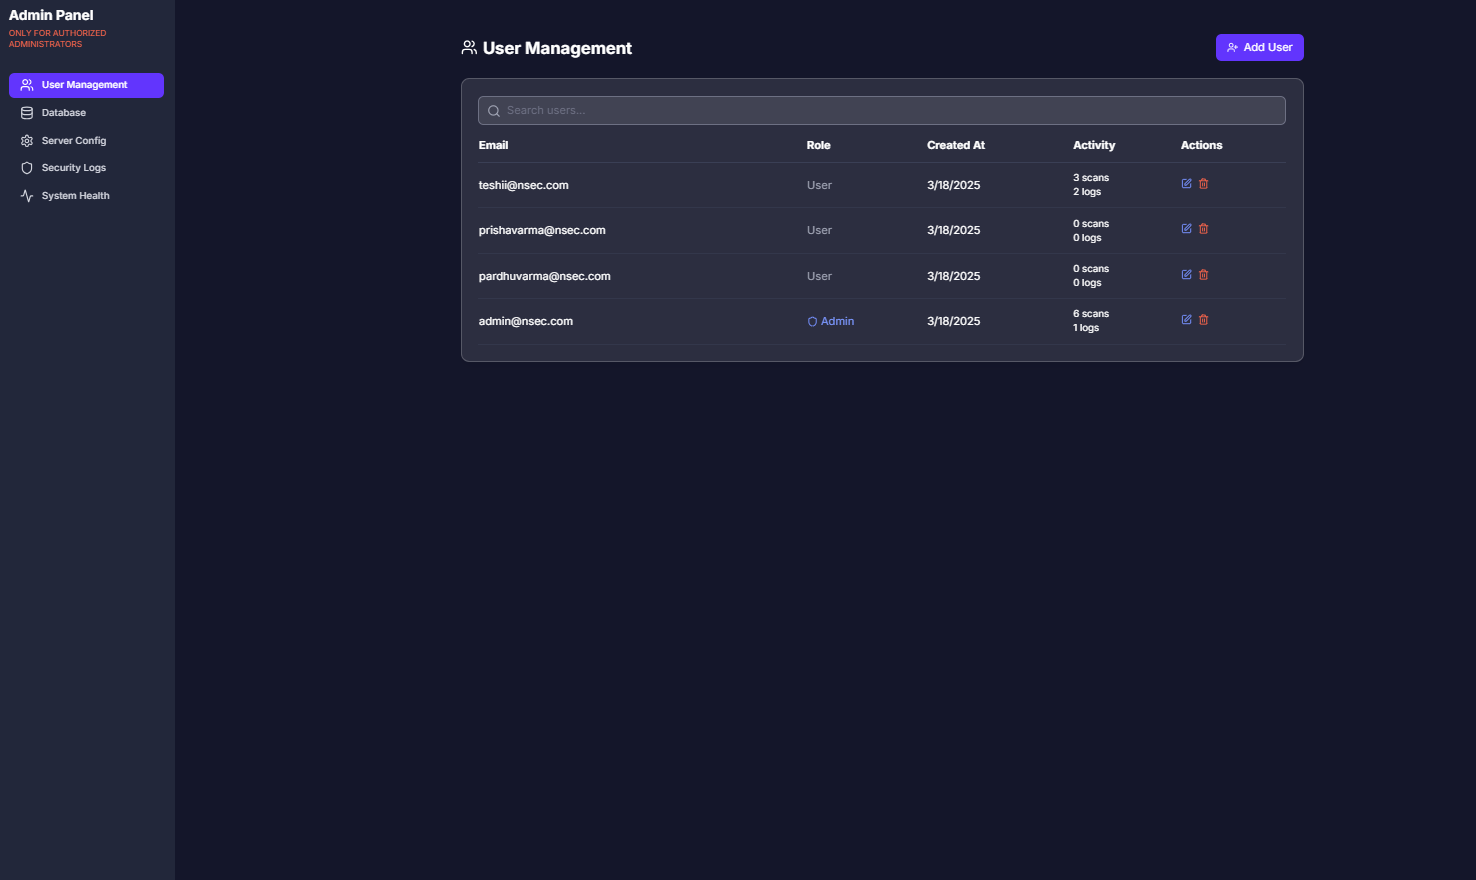 Admin Panel
ONLY FOR AUTHORIZED
ADMINISTRATORS
User Management
Database
Server Config
Security Logs
System Health
User Management
Add User
Search users...
Email Role Created At Activity Actions
teshii@nsec.com User 3/18/2025 3 scans
2 logs
prishavarma@nsec.com User 3/18/2025 0 scans
0 logs
pardhuvarma@nsec.com User 3/18/2025 0 scans
0 logs
admin@nsec.com Admin 3/18/2025 6 scans
1 logs